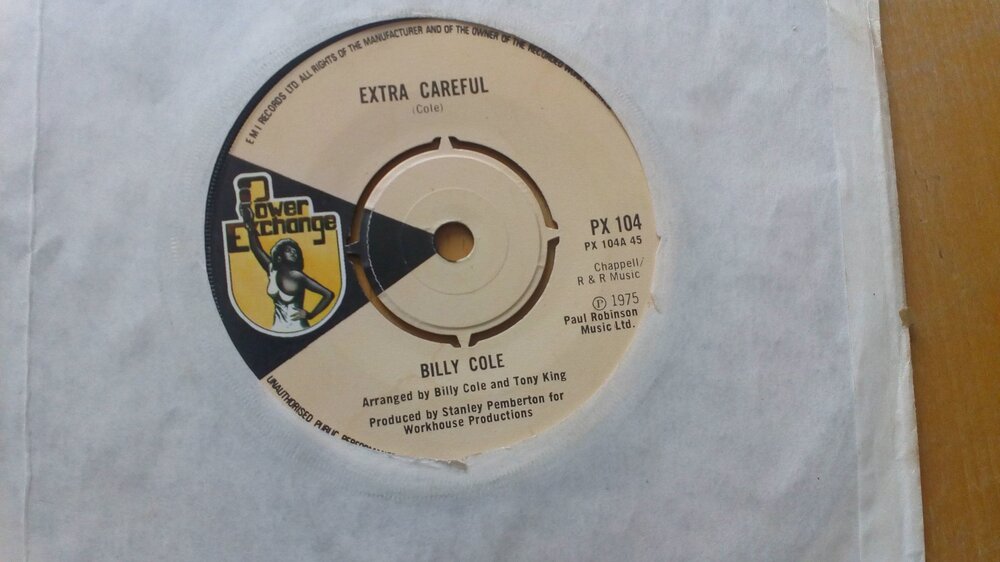 EMI RECORDS LTD. ALL RIGHTS OF THE MANUFACTURER AND OF THE OWNER OF THE RECORDED WORK
EXTRA CAREFUL
(Cole)
Power
Exchange
PX 104
PX 104A 45
Chappell/
R & R Music
Ⓟ 1975
Paul Robinson
Music Ltd.
BILLY COLE
Arranged by Billy Cole and Tony King
Produced by Stanley Pemberton for
Workhouse Productions
UNAUTHORISED PUBLIC